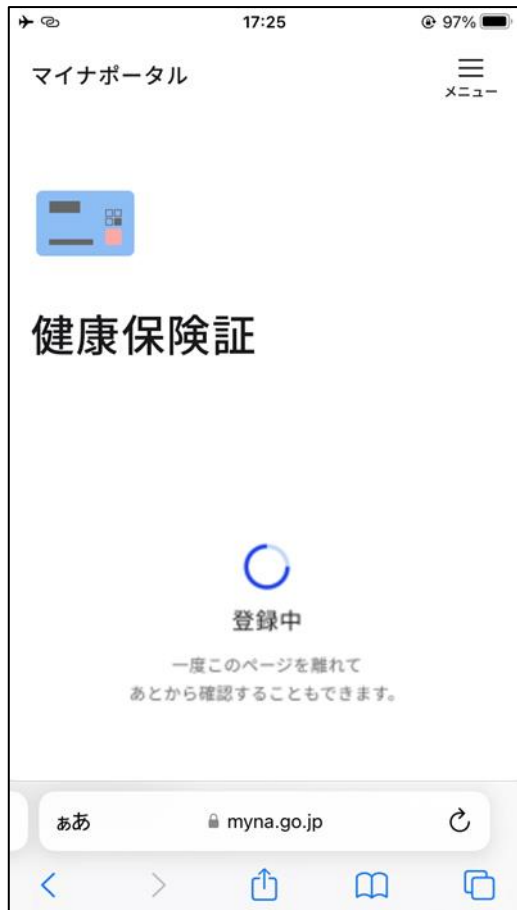 17:25
97%
マイナポータル
メニュー
健康保険証
登録中
一度このページを離れて
あとから確認することもできます。
ぁあ
myna.go.jp